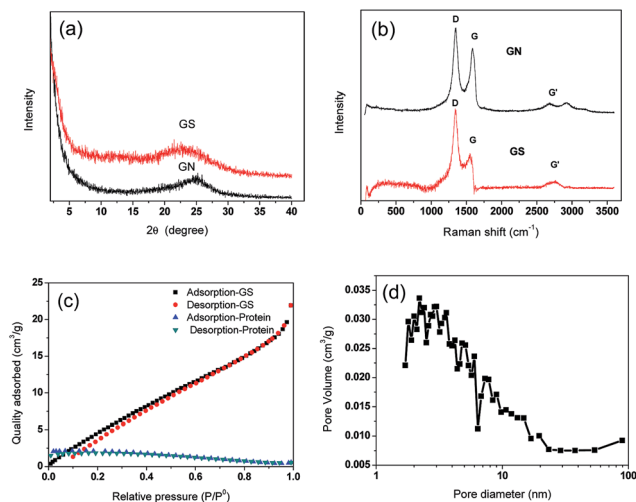 (a)
Intensity
GS
GN
5 10 15 20 25 30 35 40
2θ (degree)
(b)
Intensity
D
G
GN
G'
D
G
GS
G'
0 500 1000 1500 2000 2500 3000 3500
Raman shift (cm⁻¹)
(c)
Quality adsorbed (cm³/g)
25
20
15
10
5
0
Adsorption-GS
Desorption-GS
Adsorption-Protein
Desorption-Protein
0.0 0.2 0.4 0.6 0.8 1.0
Relative pressure (P/P⁰)
(d)
Pore Volume (cm³/g)
0.035
0.030
0.025
0.020
0.015
0.010
0.005
1 10 100
Pore diameter (nm)